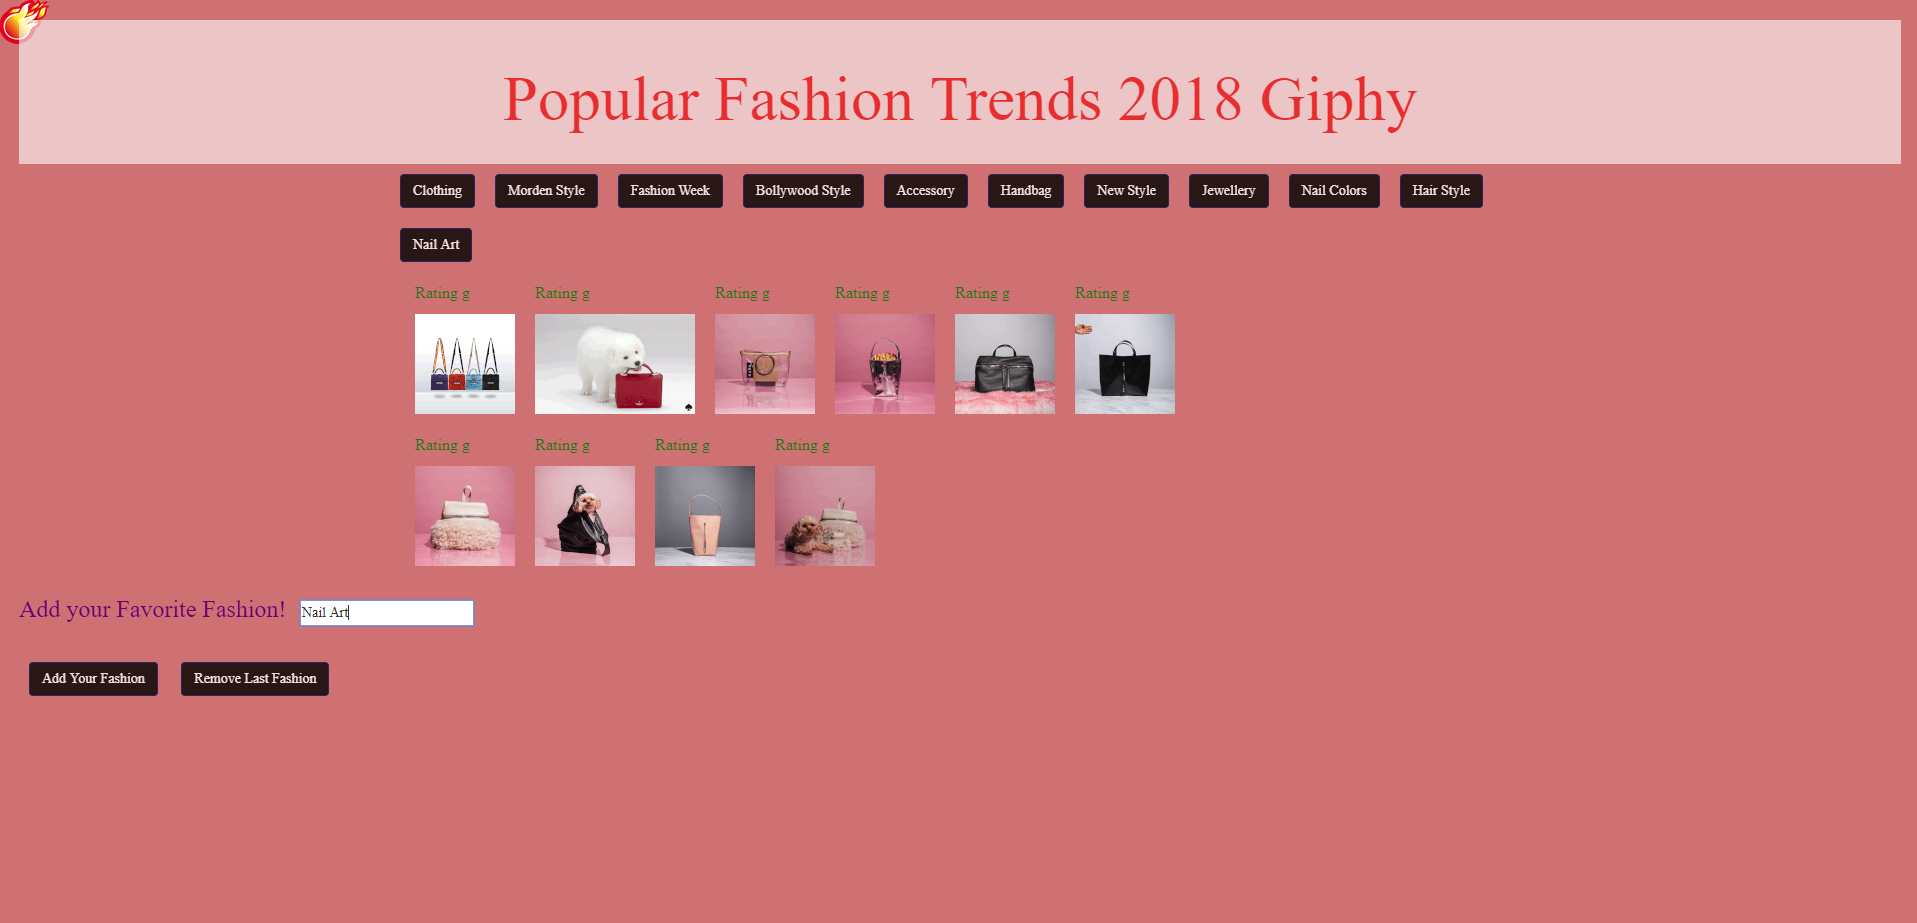 Popular Fashion Trends 2018 Giphy
Clothing Morden Style Fashion Week Bollywood Style Accessory Handbag New Style Jewellery Nail Colors Hair Style
Nail Art
Rating g Rating g Rating g Rating g Rating g Rating g
Rating g Rating g Rating g Rating g
Add your Favorite Fashion! Nail Art
Add Your Fashion Remove Last Fashion